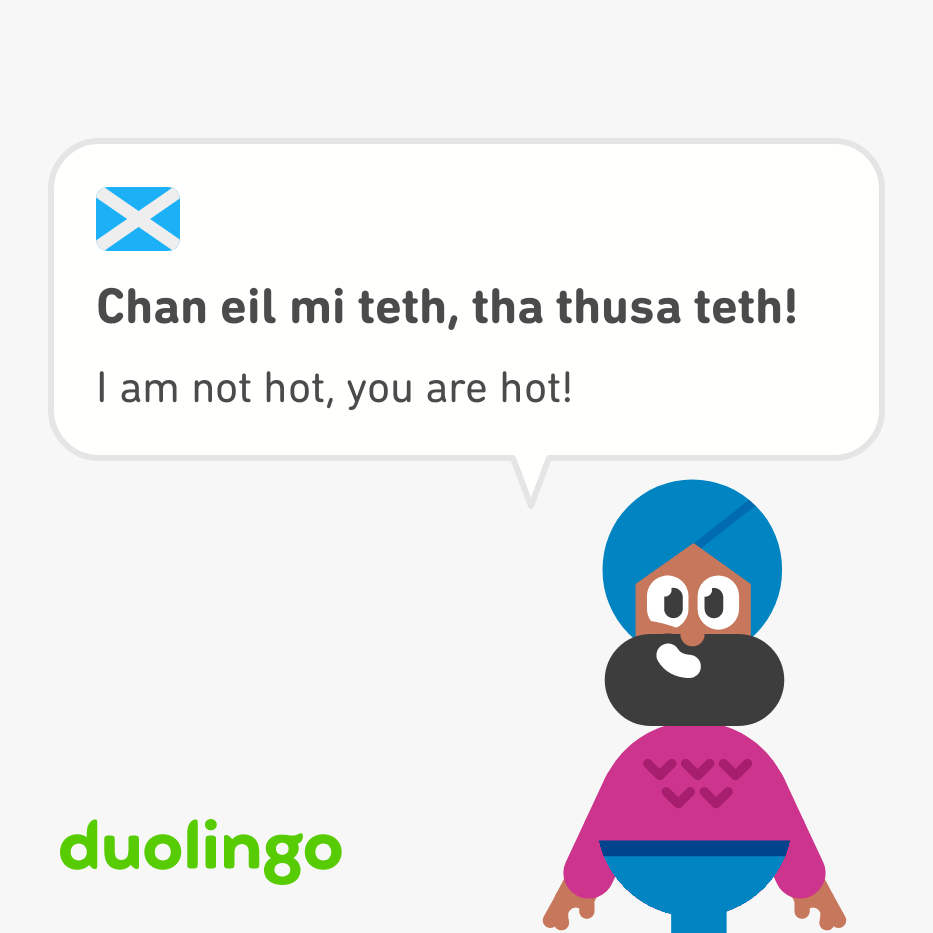 Chan eil mi teth, tha thusa teth!
I am not hot, you are hot!
duolingo